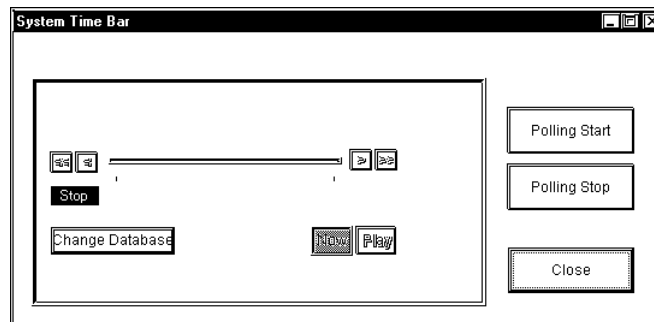 System Time Bar
Polling Start
<< < > >>
Polling Stop
Stop
Change Database Now Play
Close